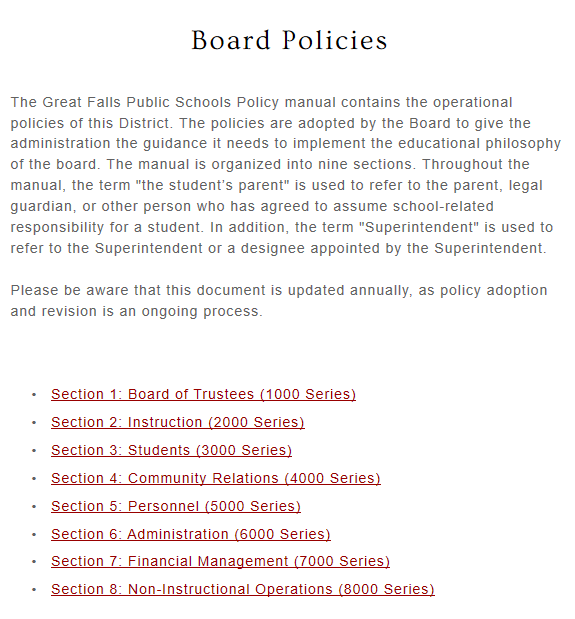 Board Policies
The Great Falls Public Schools Policy manual contains the operational
policies of this District. The policies are adopted by the Board to give the
administration the guidance it needs to implement the educational philosophy
of the board. The manual is organized into nine sections. Throughout the
manual, the term "the student’s parent" is used to refer to the parent, legal
guardian, or other person who has agreed to assume school-related
responsibility for a student. In addition, the term "Superintendent" is used to
refer to the Superintendent or a designee appointed by the Superintendent.
Please be aware that this document is updated annually, as policy adoption
and revision is an ongoing process.
• Section 1: Board of Trustees (1000 Series)
• Section 2: Instruction (2000 Series)
• Section 3: Students (3000 Series)
• Section 4: Community Relations (4000 Series)
• Section 5: Personnel (5000 Series)
• Section 6: Administration (6000 Series)
• Section 7: Financial Management (7000 Series)
• Section 8: Non-Instructional Operations (8000 Series)